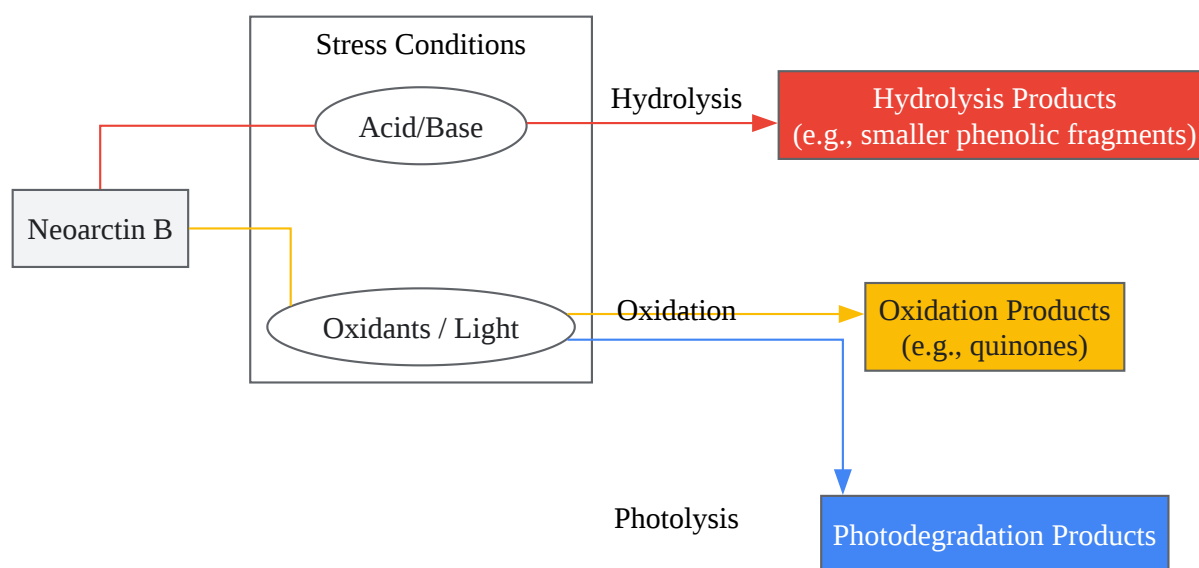 Stress Conditions
Acid/Base
Hydrolysis
Hydrolysis Products
(e.g., smaller phenolic fragments)
Neoarctin B
Oxidants / Light
Oxidation
Oxidation Products
(e.g., quinones)
Photolysis
Photodegradation Products